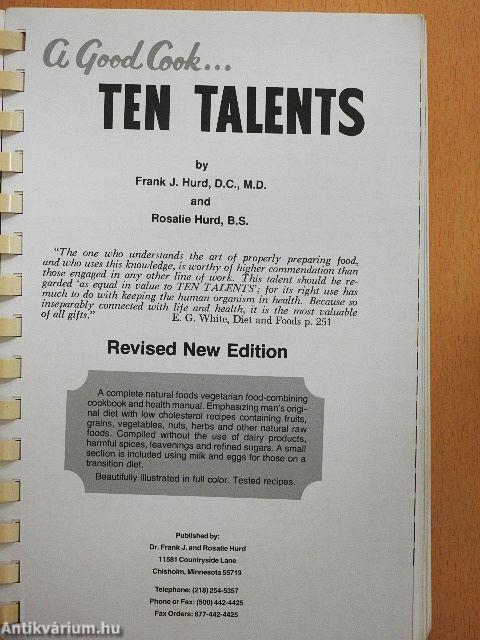 A Good Cook...
TEN TALENTS
by
Frank J. Hurd, D.C., M.D.
and
Rosalie Hurd, B.S.
"The one who understands the art of properly preparing food,
and who uses this knowledge, is worthy of higher commendation than
those engaged in any other line of work. This talent should be re-
garded 'as equal in value to TEN TALENTS'; for its right use has
much to do with keeping the human organism in health. Because so
inseparably connected with life and health, it is the most valuable
of all gifts."
E. G. White, Diet and Foods p. 251
Revised New Edition
A complete natural foods vegetarian food-combining
cookbook and health manual. Emphasizing man's origi-
nal diet with low cholesterol recipes containing fruits,
grains, vegetables, nuts, herbs and other natural raw
foods. Compiled without the use of dairy products,
harmful spices, leavenings and refined sugars. A small
section is included using milk and eggs for those on a
transition diet.
Beautifully illustrated in full color. Tested recipes.
Published by:
Dr. Frank J. and Rosalie Hurd
11581 Countryside Lane
Chisholm, Minnesota 55719
Telephone: (218) 254-5357
Phone or Fax: (500) 442-4425
Fax Orders: 877-442-4425
Antikvárium.hu